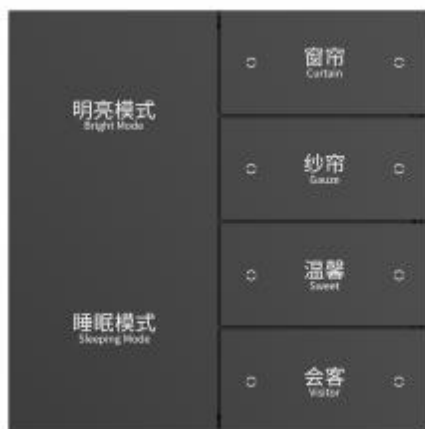 明亮模式
Bright Mode
睡眠模式
Sleeping Mode
窗帘
Curtain
纱帘
Gauze
温馨
Sweet
会客
Visitor